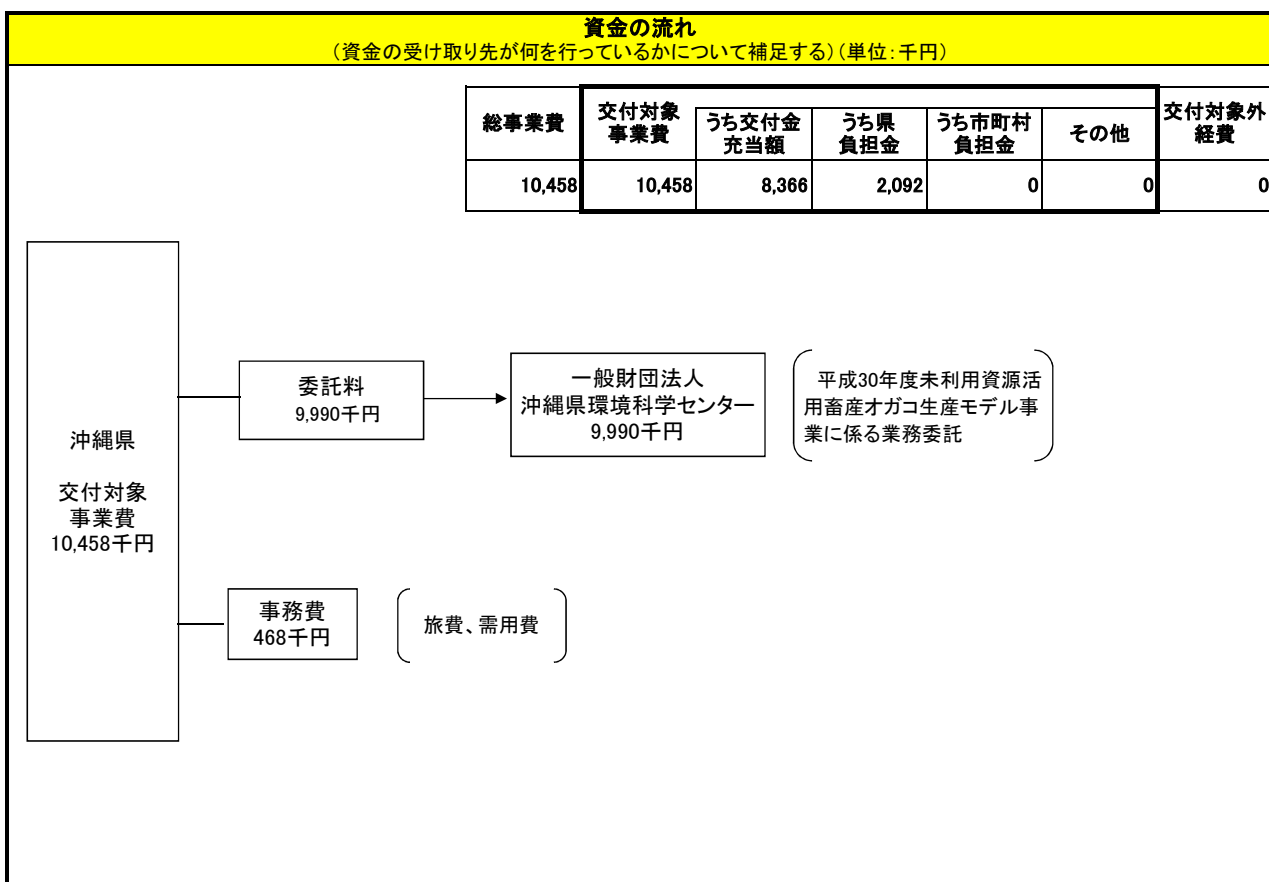 資金の流れ
（資金の受け取り先が何を行っているかについて補足する）（単位：千円）
総事業費
交付対象
事業費
うち交付金
充当額
うち県
負担金
うち市町村
負担金
その他
交付対象外
経費
10,458
10,458
8,366
2,092
0
0
0
沖縄県
交付対象
事業費
10,458千円
委託料
9,990千円
一般財団法人
沖縄県環境科学センター
9,990千円
平成30年度未利用資源活
用畜産オガコ生産モデル事
業に係る業務委託
事務費
468千円
旅費、需用費